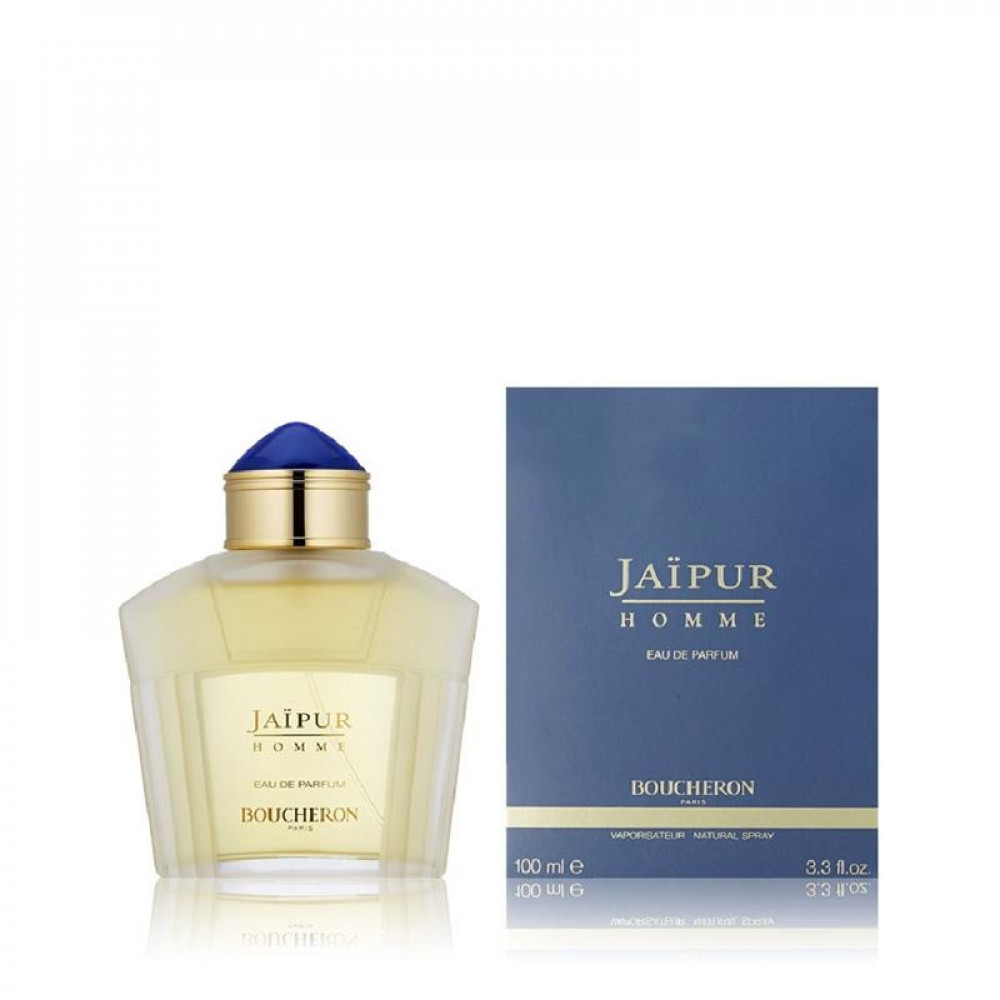 JAÏPUR
HOMME
EAU DE PARFUM
BOUCHERON
PARIS
JAÏPUR
HOMME
EAU DE PARFUM
BOUCHERON
PARIS
VAPORISATEUR NATURAL SPRAY
100 ml e 3.3 fl.oz.